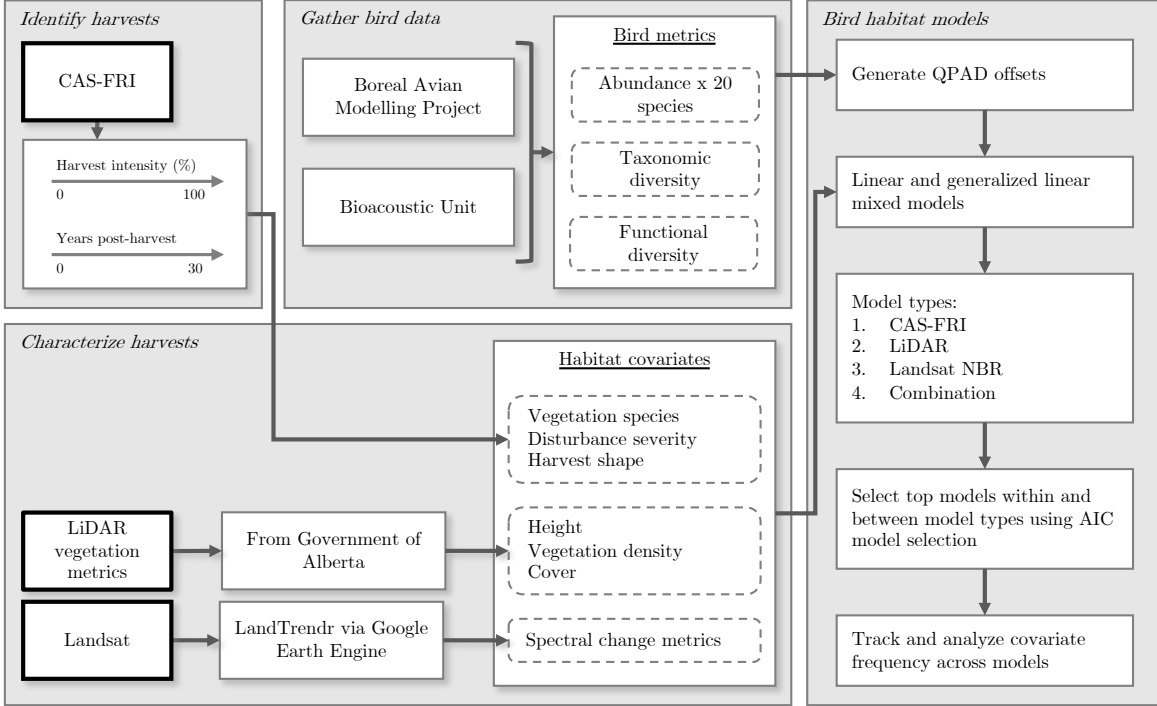 Identify harvests
CAS-FRI
Harvest intensity (%)
0 100
Years post-harvest
0 30
Gather bird data
Boreal Avian
Modelling Project
Bioacoustic Unit
Bird metrics
Abundance x 20
species
Taxonomic
diversity
Functional
diversity
Characterize harvests
LiDAR
vegetation
metrics
From Government of
Alberta
Landsat
LandTrendr via Google
Earth Engine
Habitat covariates
Vegetation species
Disturbance severity
Harvest shape
Height
Vegetation density
Cover
Spectral change metrics
Bird habitat models
Generate QPAD offsets
Linear and generalized linear
mixed models
Model types:
1. CAS-FRI
2. LiDAR
3. Landsat NBR
4. Combination
Select top models within and
between model types using AIC
model selection
Track and analyze covariate
frequency across models